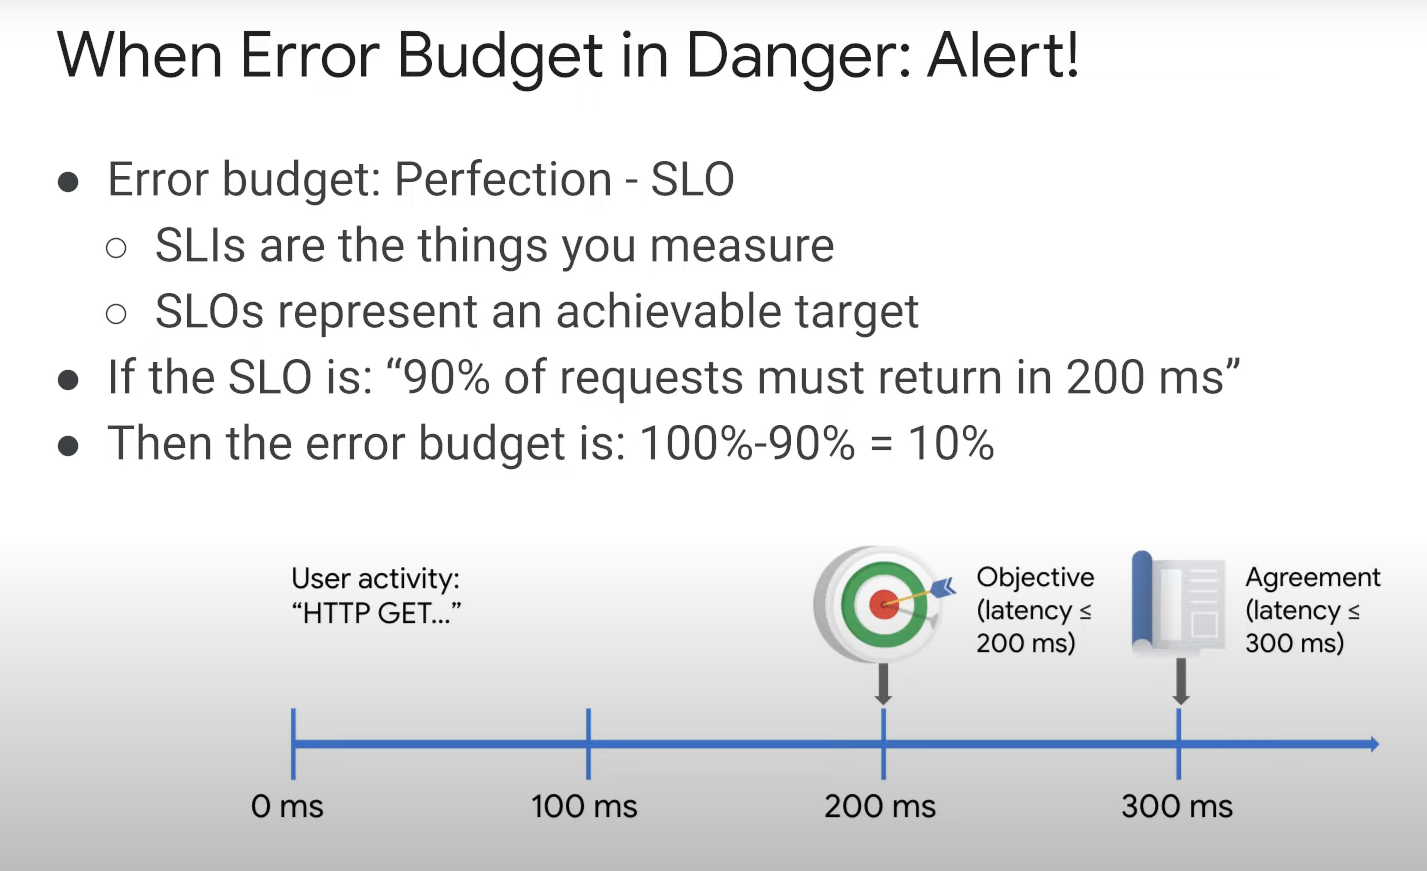 When Error Budget in Danger: Alert!
● Error budget: Perfection - SLO
○ SLIs are the things you measure
○ SLOs represent an achievable target
● If the SLO is: “90% of requests must return in 200 ms”
● Then the error budget is: 100%-90% = 10%
User activity:
“HTTP GET...”
Objective
(latency ≤
200 ms)
Agreement
(latency ≤
300 ms)
0 ms
100 ms
200 ms
300 ms